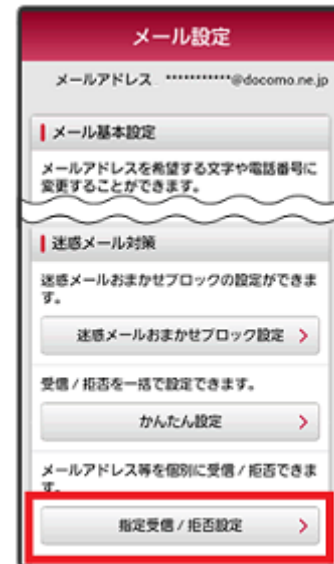 メール設定
メールアドレス ***********@docomo.ne.jp
メール基本設定
メールアドレスを希望する文字や電話番号に
変更することができます。
迷惑メール対策
迷惑メールおまかせブロックの設定ができま
す。
迷惑メールおまかせブロック設定
受信／拒否を一括で設定できます。
かんたん設定
メールアドレス等を個別に受信／拒否できま
す。
指定受信／拒否設定